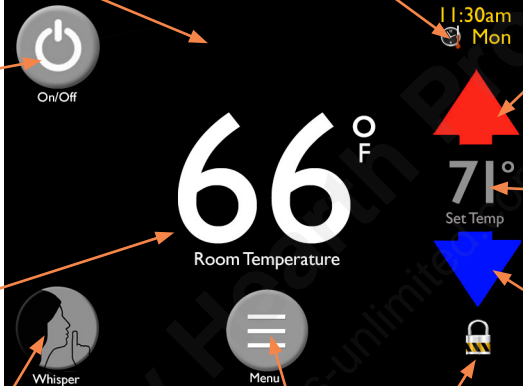 11:30am
Mon
On/Off
66°
F
Room Temperature
71°
Set Temp
Whisper
Menu